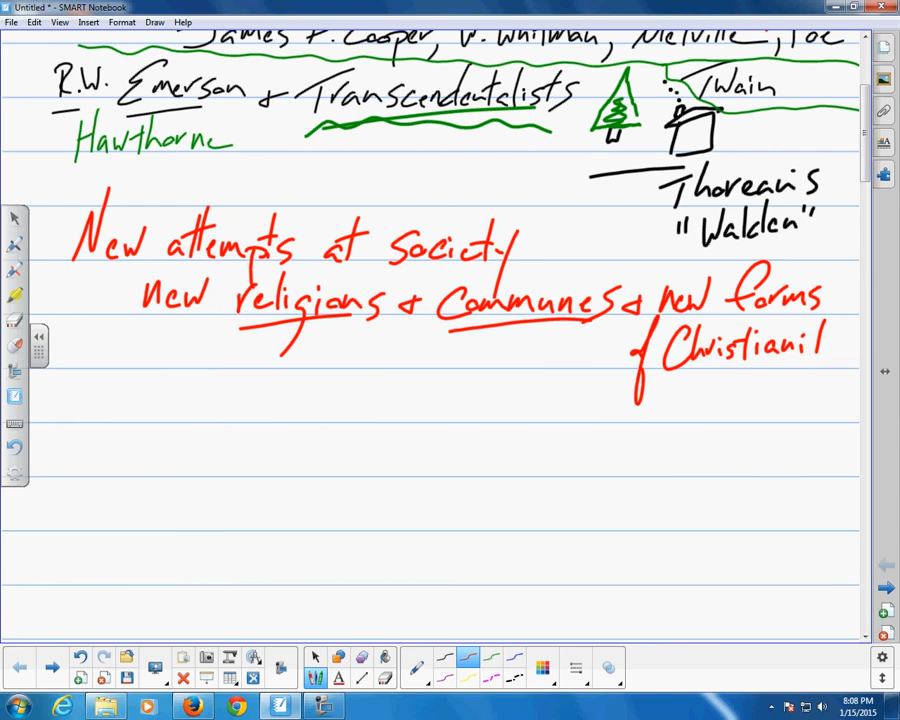 Untitled * - SMART Notebook
File Edit View Insert Format Draw Help
James F. Cooper, W. Whitman, Melville, Poe
R.W. Emerson & Transcendentalists
Twain
Hawthorne
Thoreau's
"Walden"
New attempts at society
new religions & Communes & new forms
of Christianit
8:08 PM
1/15/2015